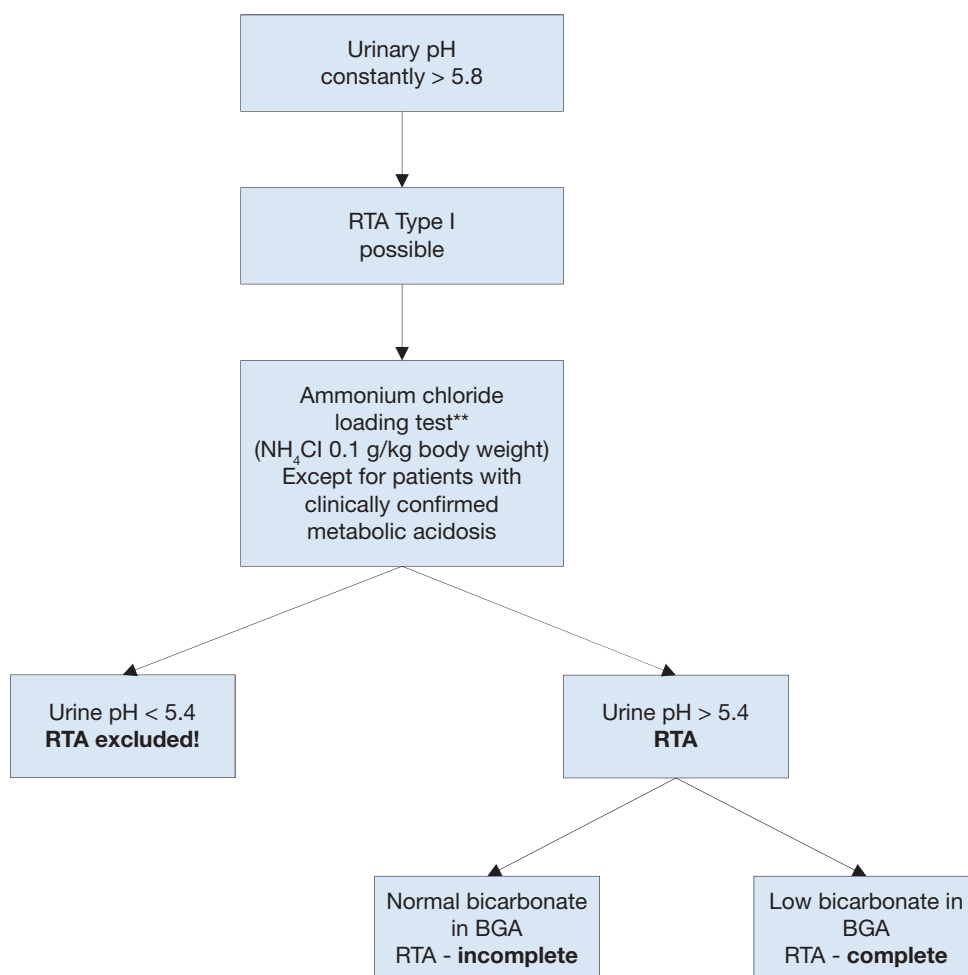 Urinary pH
constantly > 5.8
RTA Type I
possible
Ammonium chloride
loading test**
(NH₄Cl 0.1 g/kg body weight)
Except for patients with
clinically confirmed
metabolic acidosis
Urine pH < 5.4
RTA excluded!
Urine pH > 5.4
RTA
Normal bicarbonate
in BGA
RTA - incomplete
Low bicarbonate in
BGA
RTA - complete